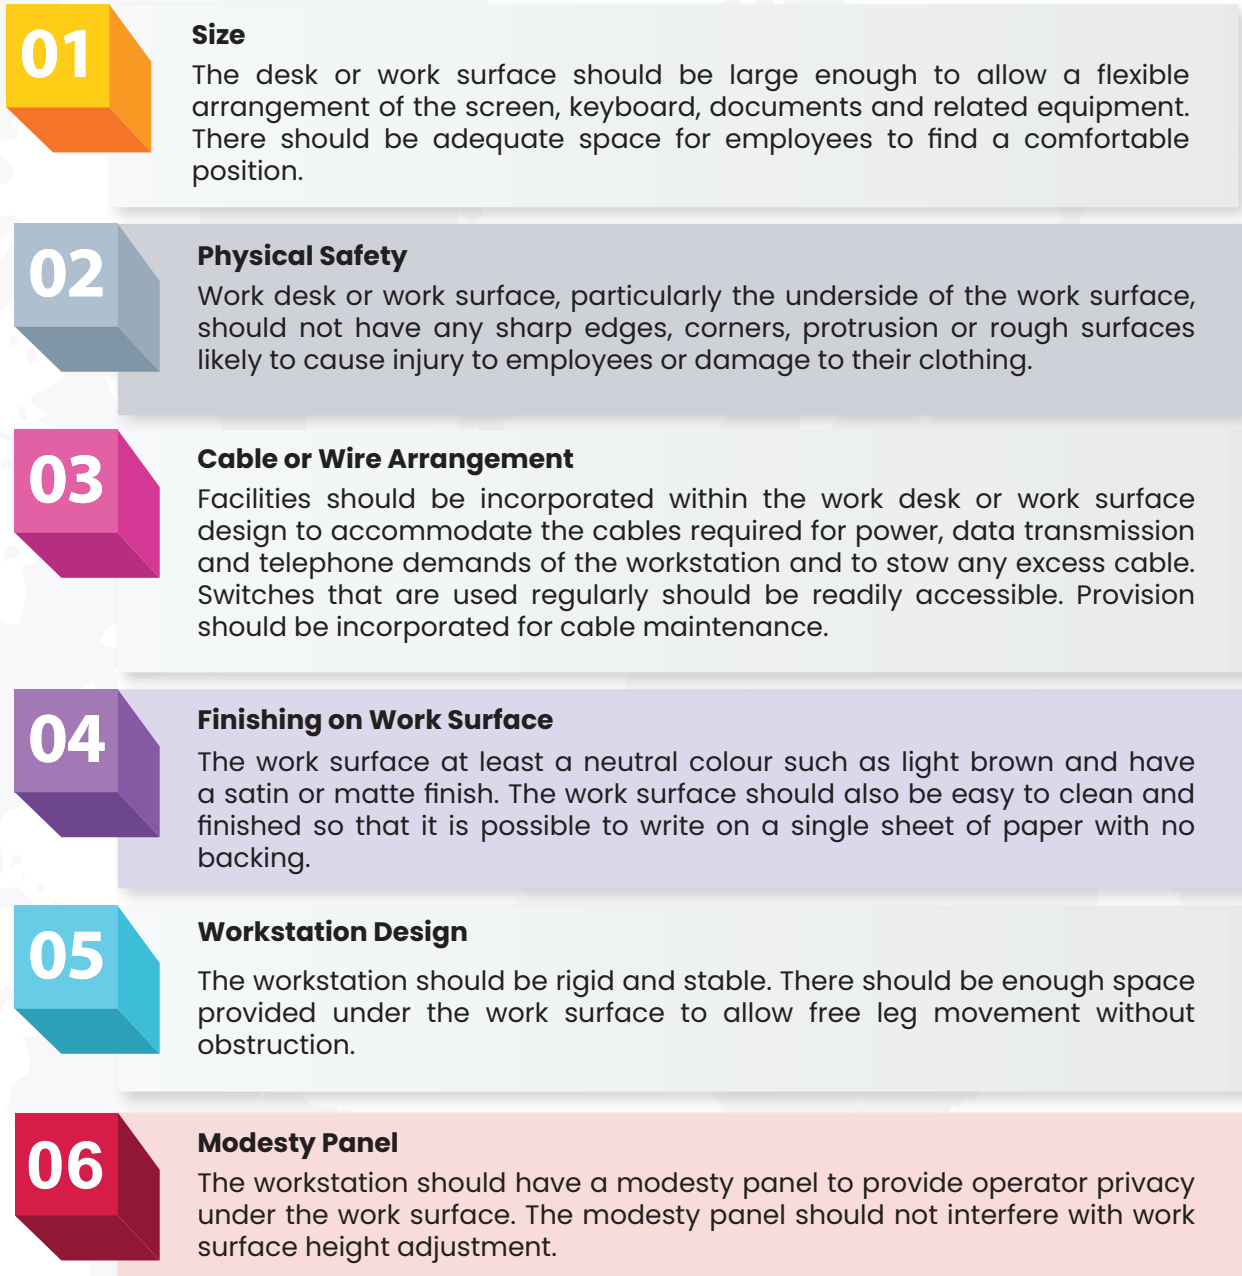 01
Size
The desk or work surface should be large enough to allow a flexible
arrangement of the screen, keyboard, documents and related equipment.
There should be adequate space for employees to find a comfortable
position.
02
Physical Safety
Work desk or work surface, particularly the underside of the work surface,
should not have any sharp edges, corners, protrusion or rough surfaces
likely to cause injury to employees or damage to their clothing.
03
Cable or Wire Arrangement
Facilities should be incorporated within the work desk or work surface
design to accommodate the cables required for power, data transmission
and telephone demands of the workstation and to stow any excess cable.
Switches that are used regularly should be readily accessible. Provision
should be incorporated for cable maintenance.
04
Finishing on Work Surface
The work surface at least a neutral colour such as light brown and have
a satin or matte finish. The work surface should also be easy to clean and
finished so that it is possible to write on a single sheet of paper with no
backing.
05
Workstation Design
The workstation should be rigid and stable. There should be enough space
provided under the work surface to allow free leg movement without
obstruction.
06
Modesty Panel
The workstation should have a modesty panel to provide operator privacy
under the work surface. The modesty panel should not interfere with work
surface height adjustment.